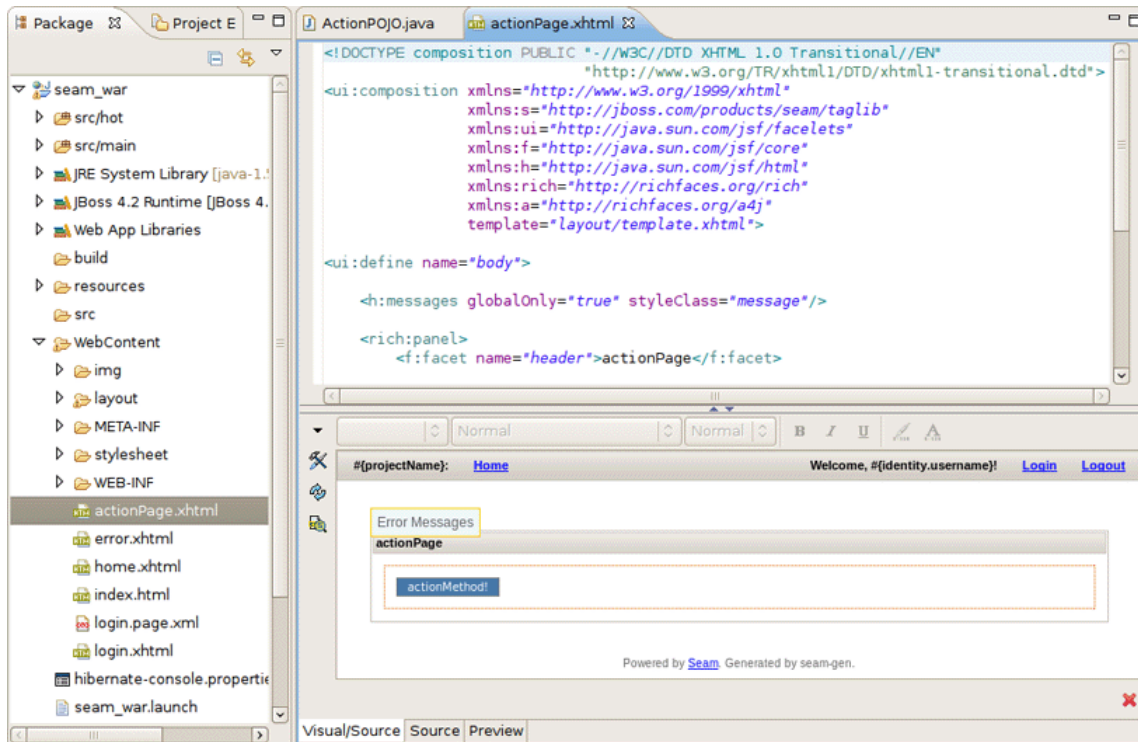 Package
Project E
seam_war
src/hot
src/main
JRE System Library [java-1.5
JBoss 4.2 Runtime [JBoss 4.
Web App Libraries
build
resources
src
WebContent
img
layout
META-INF
stylesheet
WEB-INF
actionPage.xhtml
error.xhtml
home.xhtml
index.html
login.page.xml
login.xhtml
hibernate-console.propertie
seam_war.launch
ActionPOJO.java
actionPage.xhtml
<!DOCTYPE composition PUBLIC "-//W3C//DTD XHTML 1.0 Transitional//EN"
"http://www.w3.org/TR/xhtml1/DTD/xhtml1-transitional.dtd">
<ui:composition xmlns="http://www.w3.org/1999/xhtml"
xmlns:s="http://jboss.com/products/seam/taglib"
xmlns:ui="http://java.sun.com/jsf/facelets"
xmlns:f="http://java.sun.com/jsf/core"
xmlns:h="http://java.sun.com/jsf/html"
xmlns:rich="http://richfaces.org/rich"
xmlns:a="http://richfaces.org/a4j"
template="layout/template.xhtml">
<ui:define name="body">
<h:messages globalOnly="true" styleClass="message"/>
<rich:panel>
<f:facet name="header">actionPage</f:facet>
Normal Normal B I U A
#{projectName}: Home Welcome, #{identity.username}! Login Logout
Error Messages
actionPage
actionMethod!
Powered by Seam. Generated by seam-gen.
Visual/Source Source Preview